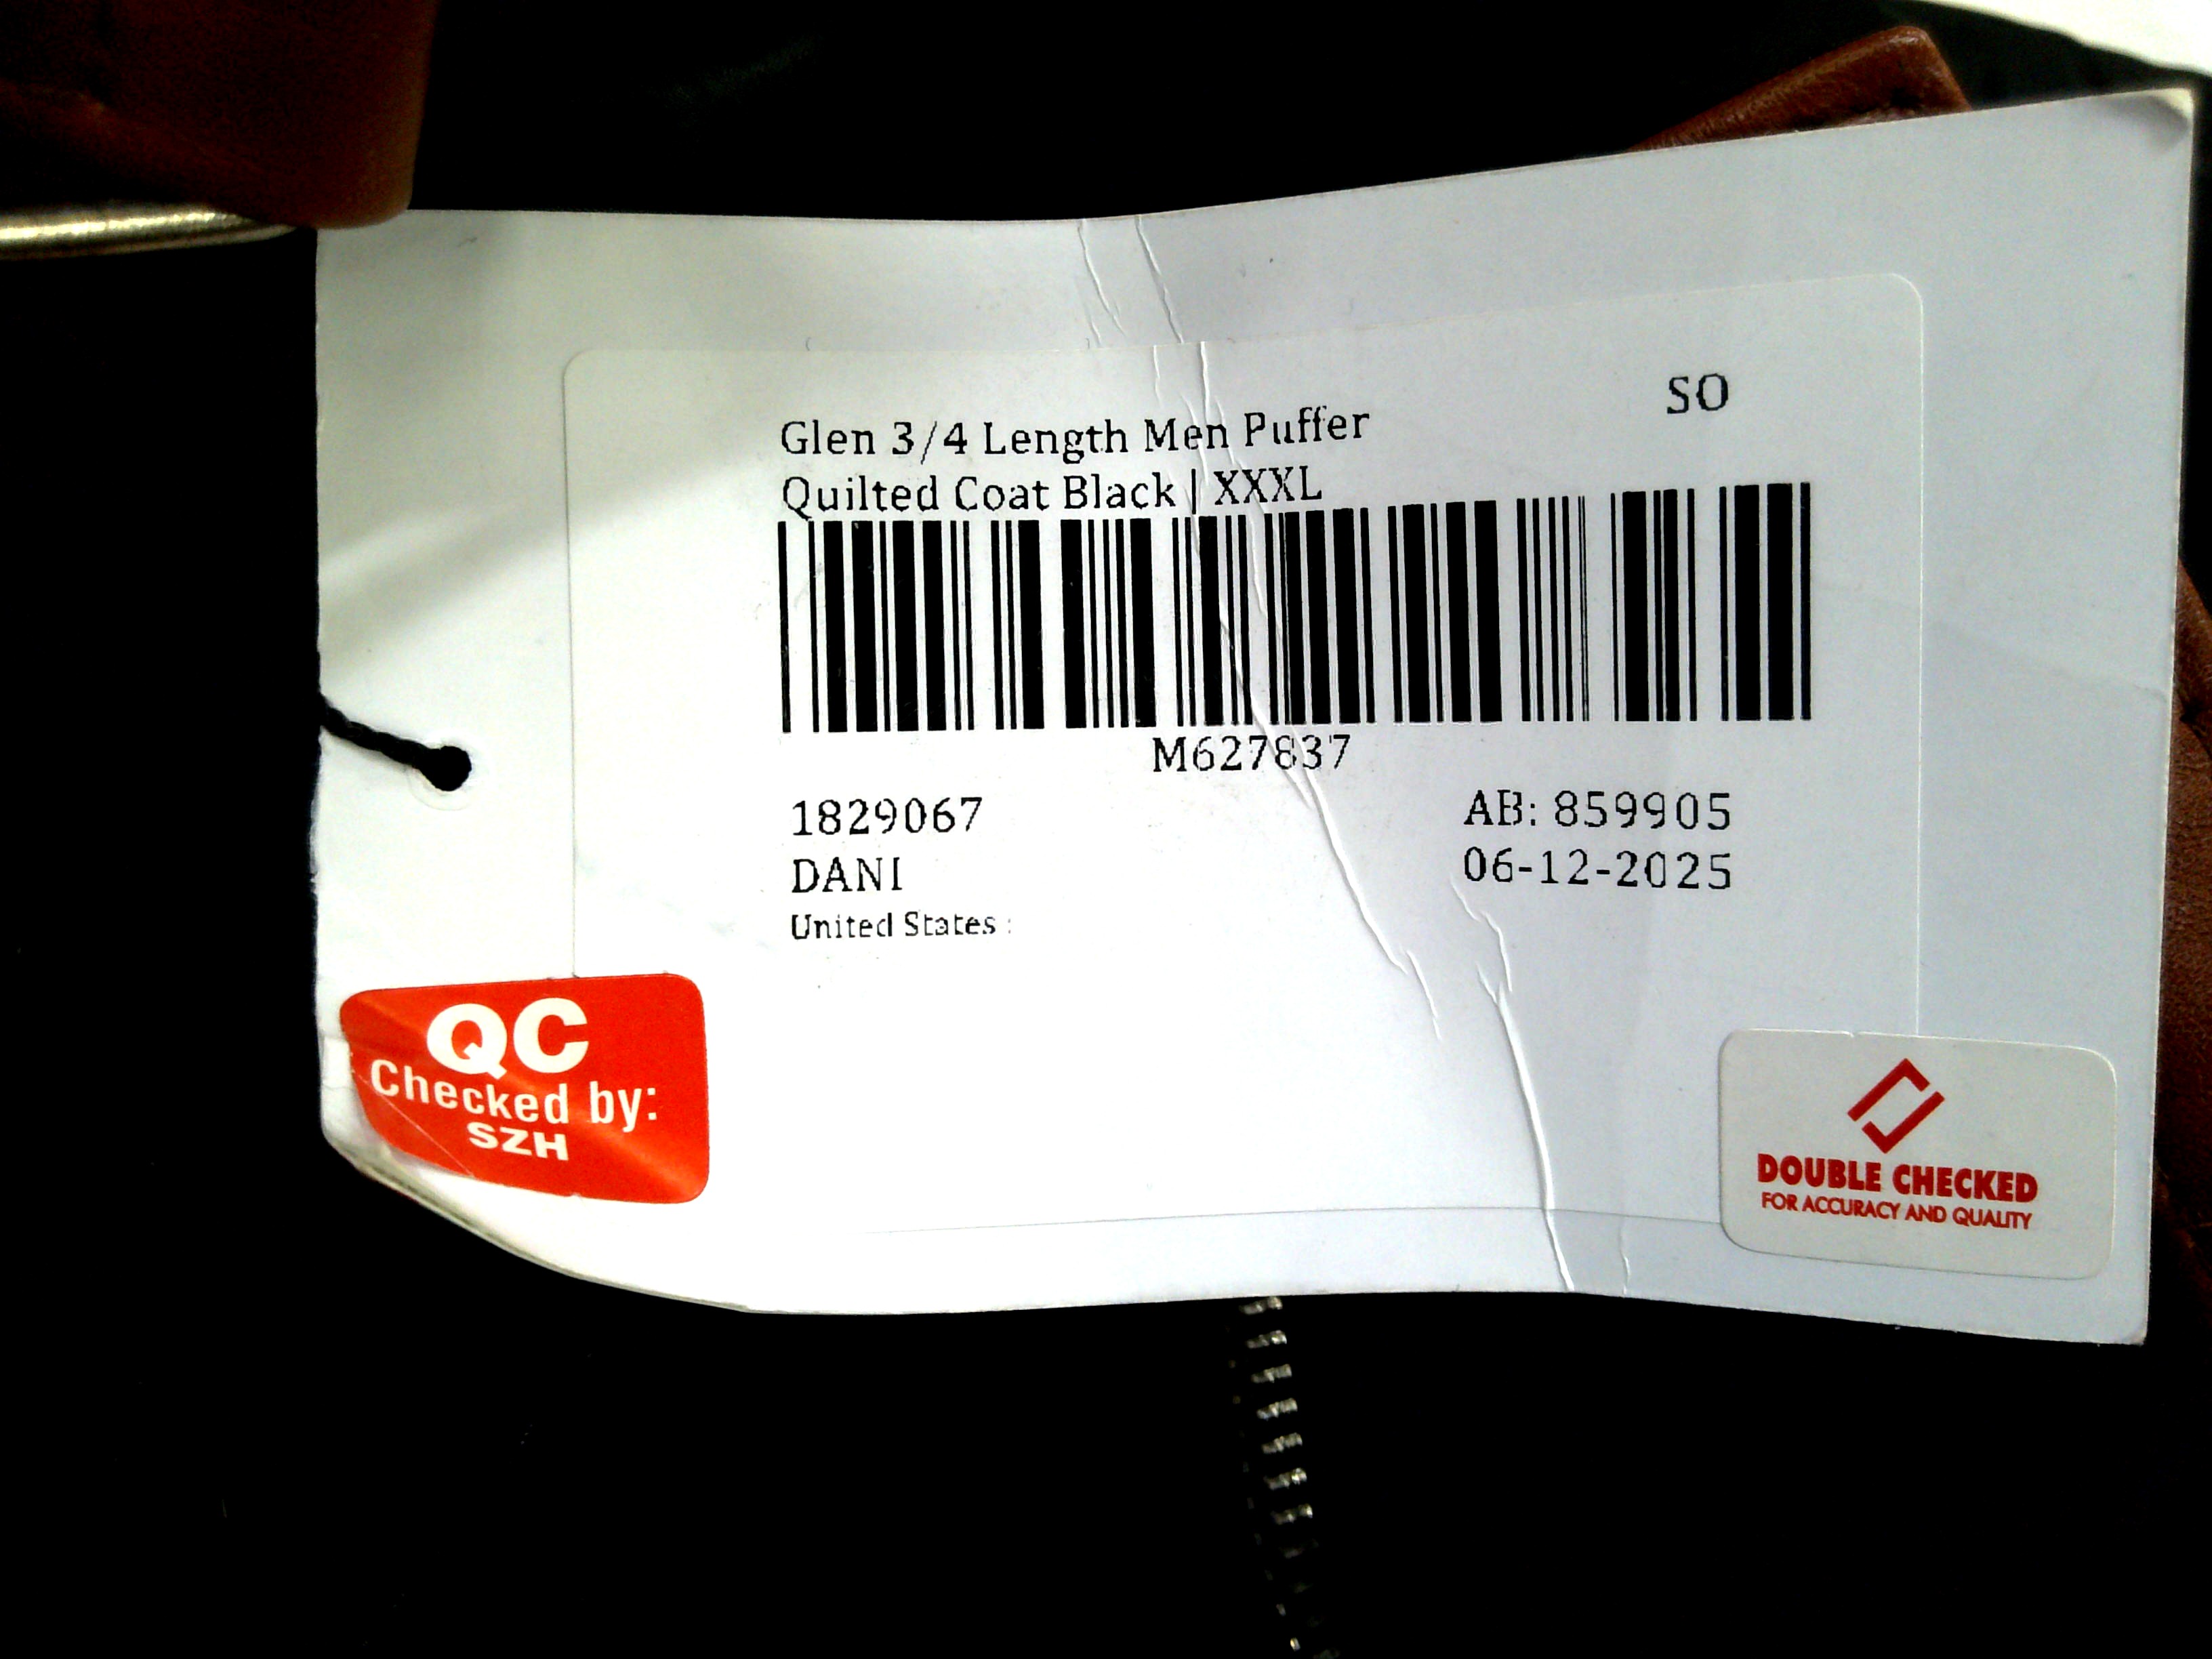 SO
Glen 3/4 Length Men Puffer
Quilted Coat Black | XXXL
M627837
1829067
AB: 859905
DANI
06-12-2025
United States :
QC
Checked by:
SZH
DOUBLE CHECKED
FOR ACCURACY AND QUALITY